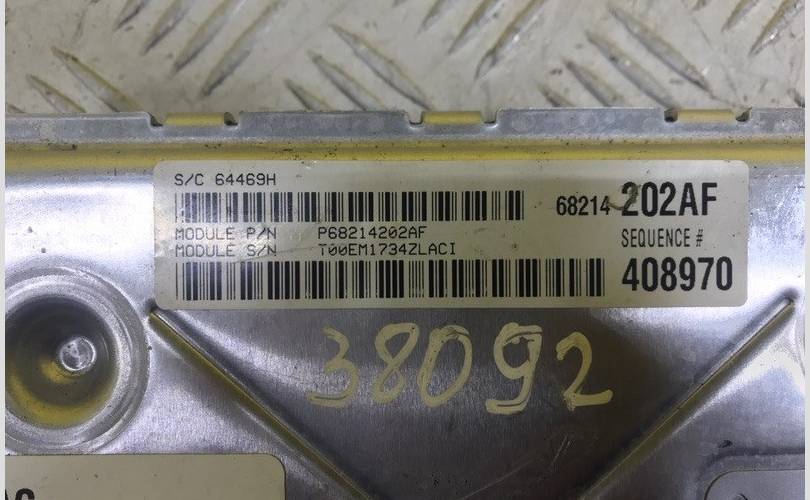 S/C 64469H
68214 202AF
MODULE P/N P68214202AF
MODULE S/N T00EM1734ZLACI
SEQUENCE #
408970
38092